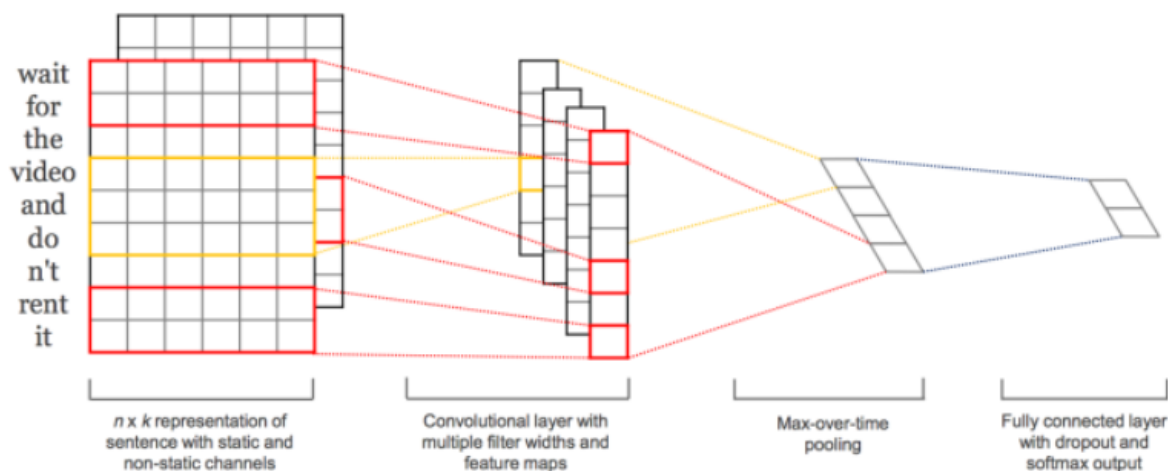 wait
for
the
video
and
do
n't
rent
it
n x k representation of
sentence with static and
non-static channels
Convolutional layer with
multiple filter widths and
feature maps
Max-over-time
pooling
Fully connected layer
with dropout and
softmax output